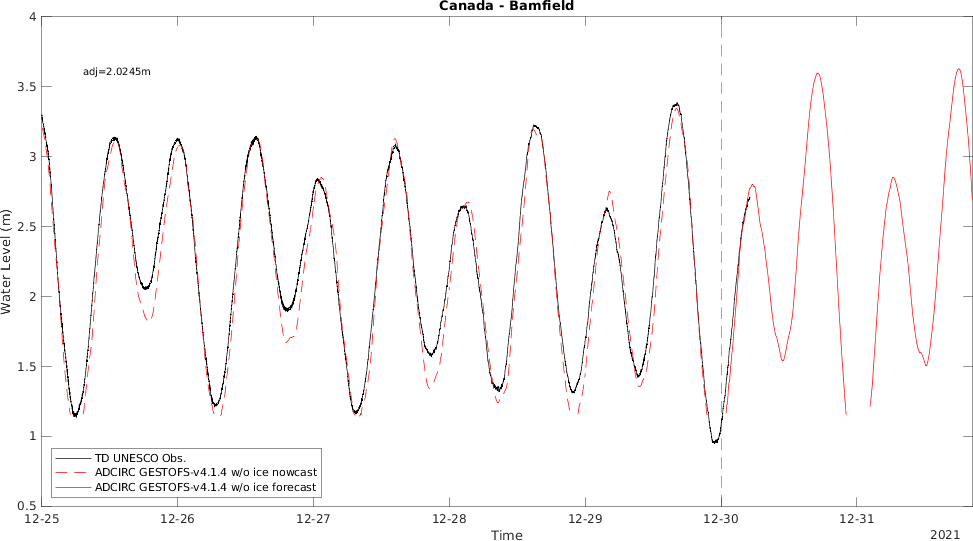 Canada - Bamfield
4
adj=2.0245m
3.5
3
2.5
Water Level (m)
2
1.5
1
TD UNESCO Obs.
ADCIRC GESTOFS-v4.1.4 w/o ice nowcast
ADCIRC GESTOFS-v4.1.4 w/o ice forecast
0.5
12-25 12-26 12-27 12-28 12-29 12-30 12-31
Time
2021